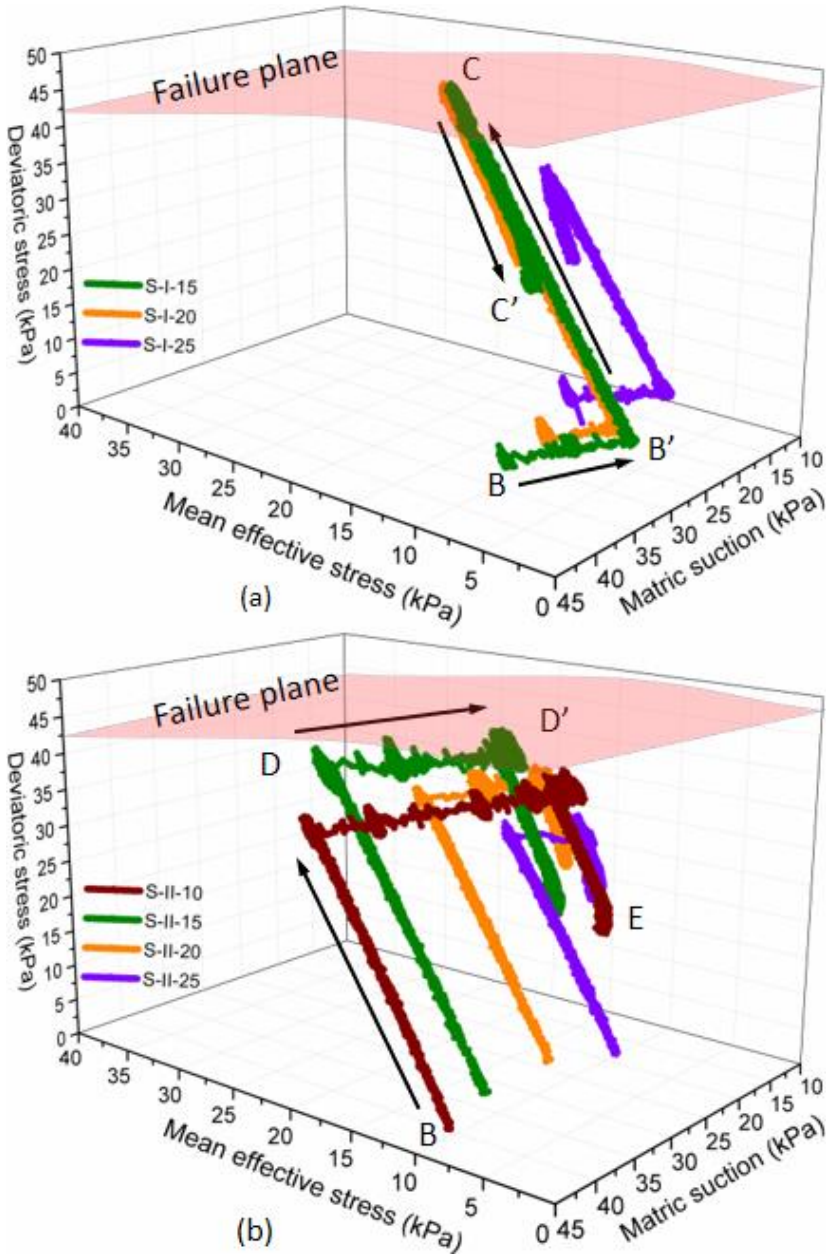 Failure plane
C
Deviatoric stress (kPa)
50
45
40
35
30
25
20
15
10
5
0
S-I-15
S-I-20
S-I-25
C’
B
B’
40
35
30
25
20
15
10
5
0
Mean effective stress (kPa)
45
40
35
30
25
20
15
10
Matric suction (kPa)
(a)
Failure plane
D
D’
Deviatoric stress (kPa)
50
45
40
35
30
25
20
15
10
5
0
S-II-10
S-II-15
S-II-20
S-II-25
E
B
40
35
30
25
20
15
10
5
0
Mean effective stress (kPa)
45
40
35
30
25
20
15
10
Matric suction (kPa)
(b)